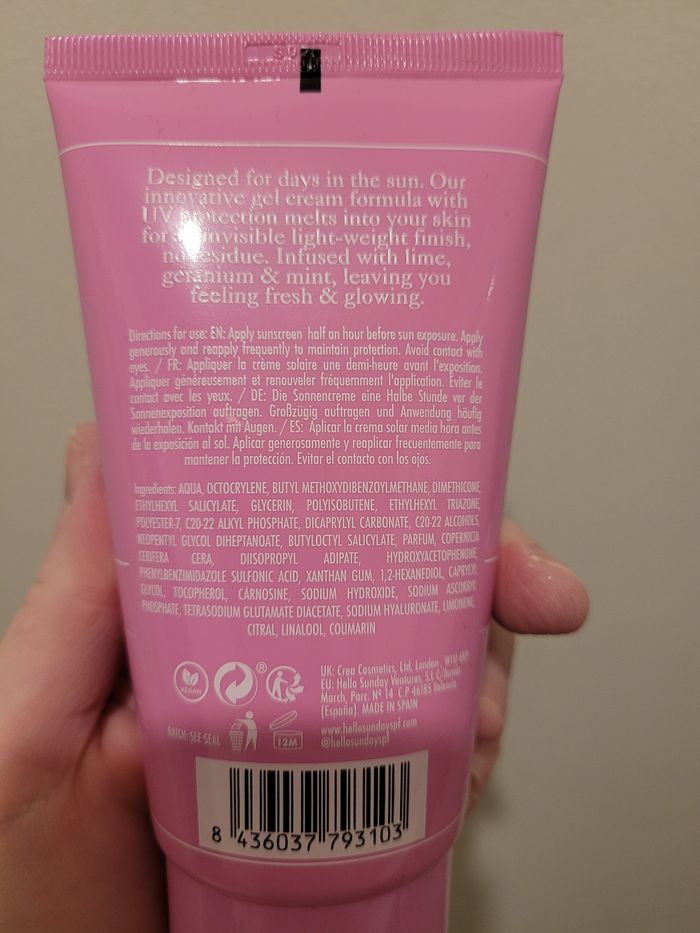 Designed for days in the sun. Our
innovative gel cream formula with
UV protection melts into your skin
for invisible light-weight finish,
no residue. Infused with lime,
geranium & mint, leaving you
feeling fresh & glowing.
Directions for use: EN: Apply sunscreen half an hour before sun exposure. Apply
generously and reapply frequently to maintain protection. Avoid contact with
eyes. / FR: Appliquer la crème solaire une demi-heure avant l'exposition.
Appliquer généreusement et renouveler fréquemment l'application. Éviter le
contact avec les yeux. / DE: Die Sonnencreme eine Halbe Stunde vor der
Sonnenexposition auftragen. Großzügig auftragen und Anwendung häufig
wiederholen. Kontakt mit Augen. / ES: Aplicar la crema solar media hora antes
de la exposición al sol. Aplicar generosamente y reaplicar frecuentemente para
mantener la protección. Evitar el contacto con los ojos.
Ingredients: AQUA, OCTOCRYLENE, BUTYL METHOXYDIBENZOYLMETHANE, DIMETHICONE,
ETHYLHEXYL SALICYLATE, GLYCERIN, POLYISOBUTENE, ETHYLHEXYL TRIAZONE,
POLYESTER-7, C20-22 ALKYL PHOSPHATE, DICAPRYLYL CARBONATE, C20-22 ALCOHOLS,
NEOPENTYL GLYCOL DIHEPTANOATE, BUTYLOCTYL SALICYLATE, PARFUM, COPERNICIA
CERIFERA CERA, DIISOPROPYL ADIPATE, HYDROXYACETOPHENONE,
PHENYLBENZIMIDAZOLE SULFONIC ACID, XANTHAN GUM, 1,2-HEXANEDIOL, CAPRYLYL
GLYCOL, TOCOPHEROL, CARNOSINE, SODIUM HYDROXIDE, SODIUM ASCORBYL
PHOSPHATE, TETRASODIUM GLUTAMATE DIACETATE, SODIUM HYALURONATE, LIMONENE,
CITRAL, LINALOOL, COUMARIN
VEGAN
®
UK: Crea Cosmetics, Ltd, London, W1U 6RP
EU: Hello Sunday Ventures, S.L C/Ausias
March, Parc. Nº 14 C.P 46185 Valencia
(España). MADE IN SPAIN
BATCH: SEE SEAL
12M
www.hellosundayspf.com
@hellosundayspf
8 436037 793103